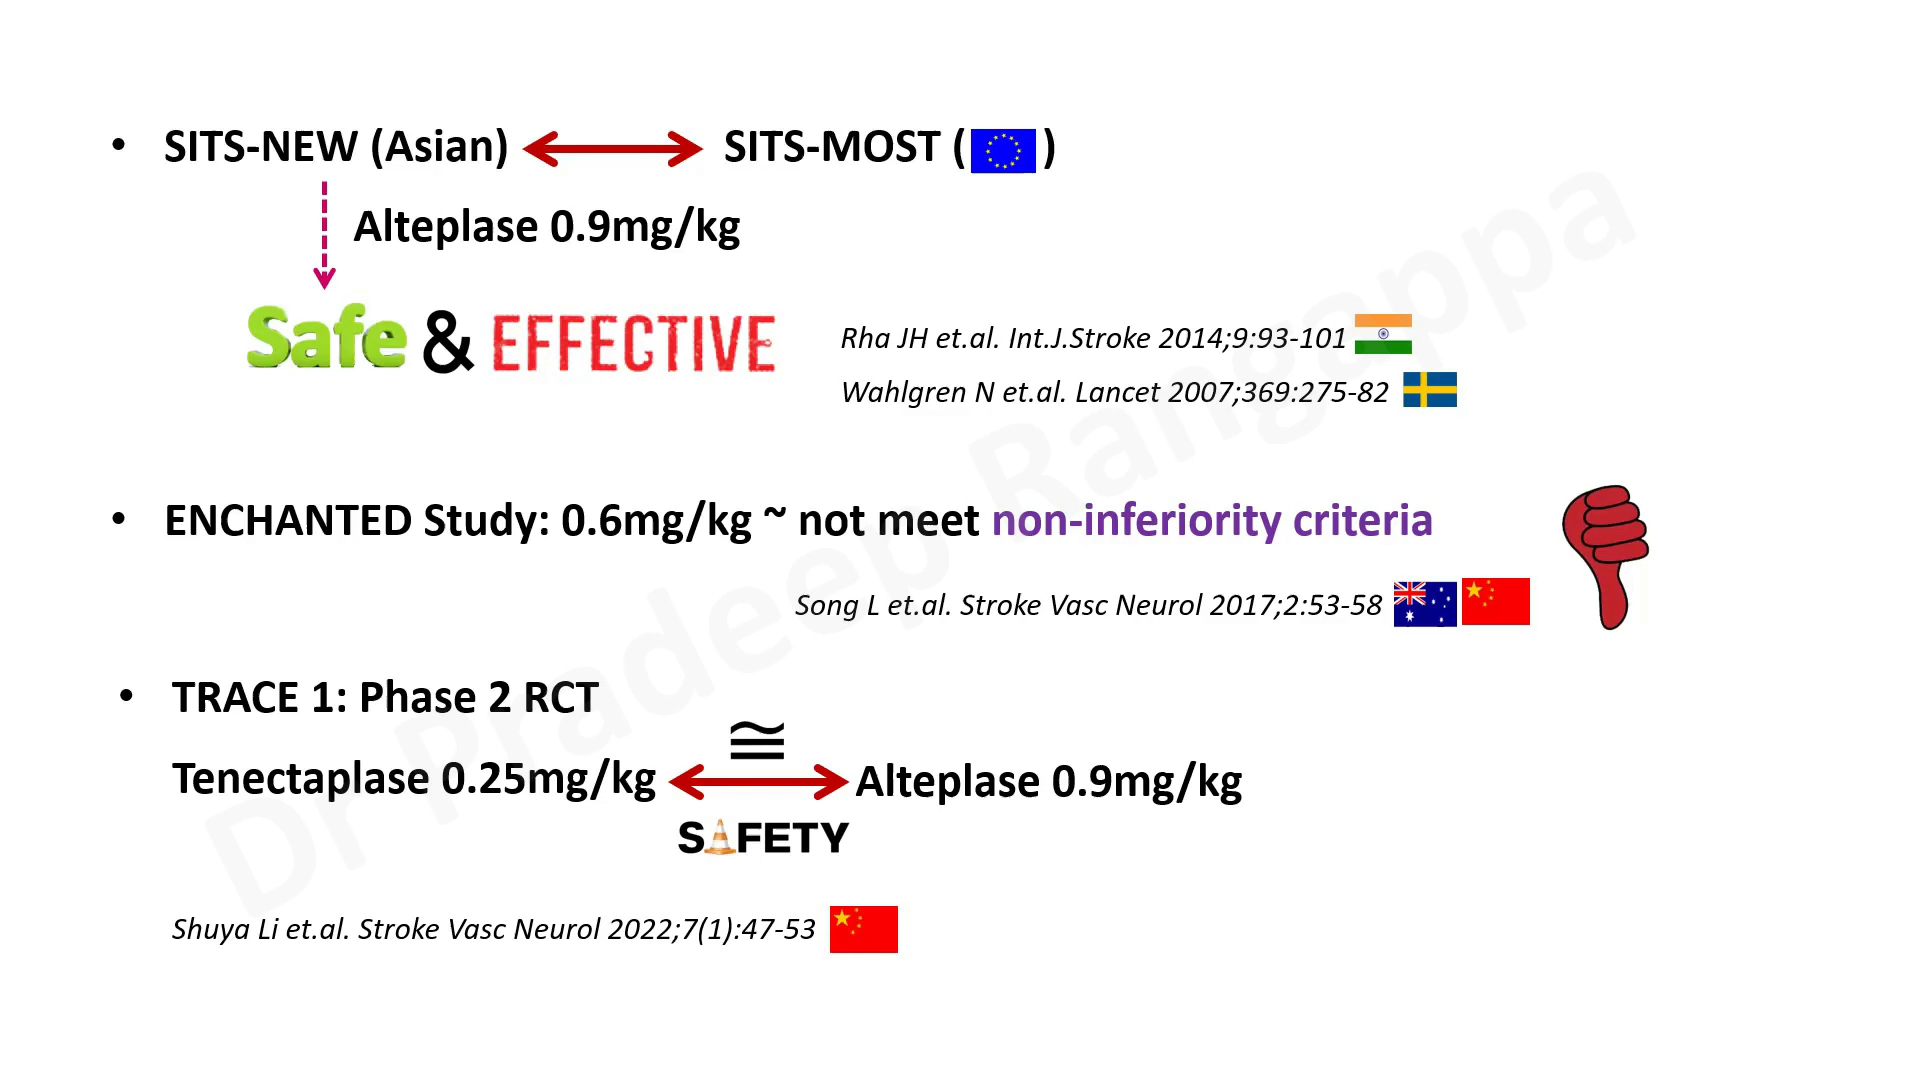 • SITS-NEW (Asian) SITS-MOST ( )
Alteplase 0.9mg/kg
Safe & EFFECTIVE
Rha JH et.al. Int.J.Stroke 2014;9:93-101
Wahlgren N et.al. Lancet 2007;369:275-82
• ENCHANTED Study: 0.6mg/kg ~ not meet non-inferiority criteria
Song L et.al. Stroke Vasc Neurol 2017;2:53-58
• TRACE 1: Phase 2 RCT
≅
Tenectaplase 0.25mg/kg Alteplase 0.9mg/kg
SAFETY
Shuya Li et.al. Stroke Vasc Neurol 2022;7(1):47-53
Dr Pradeep Rangappa